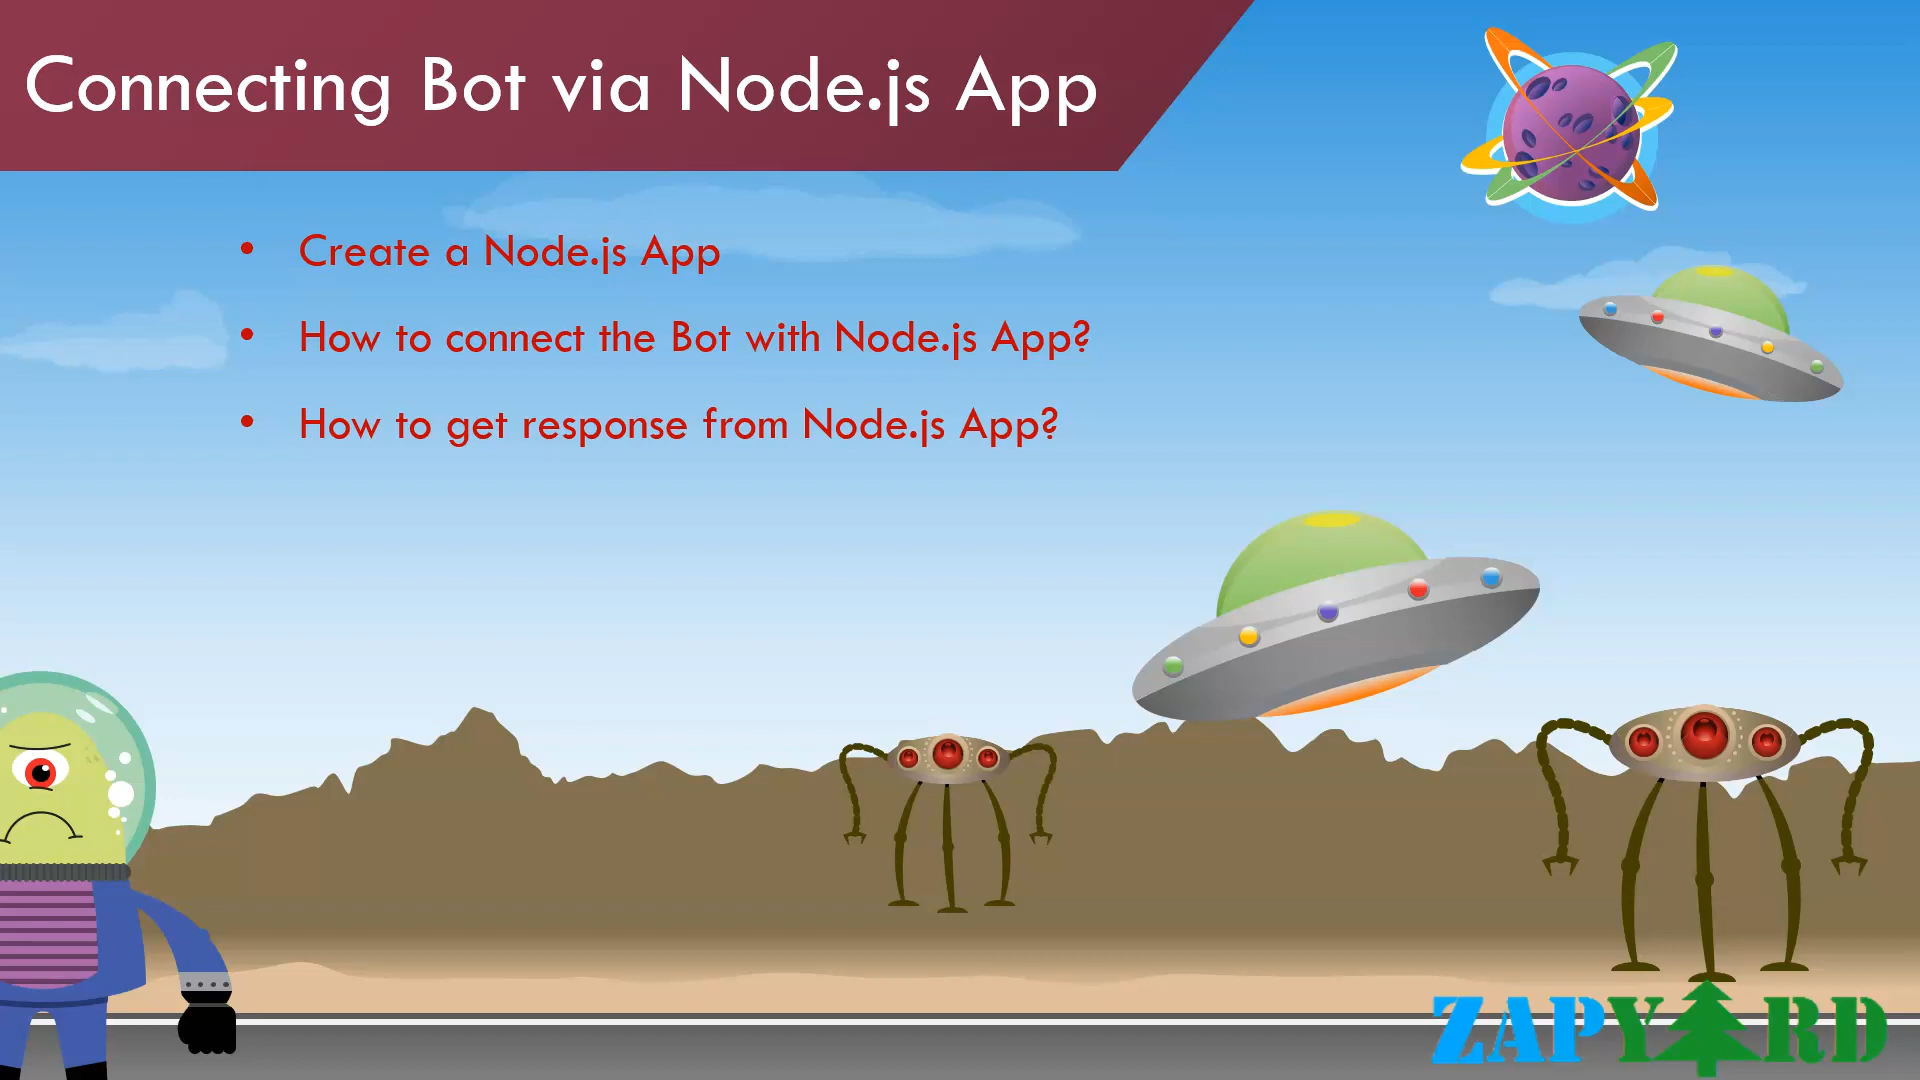 Connecting Bot via Node.js App
• Create a Node.js App
• How to connect the Bot with Node.js App?
• How to get response from Node.js App?
ZAPYARD